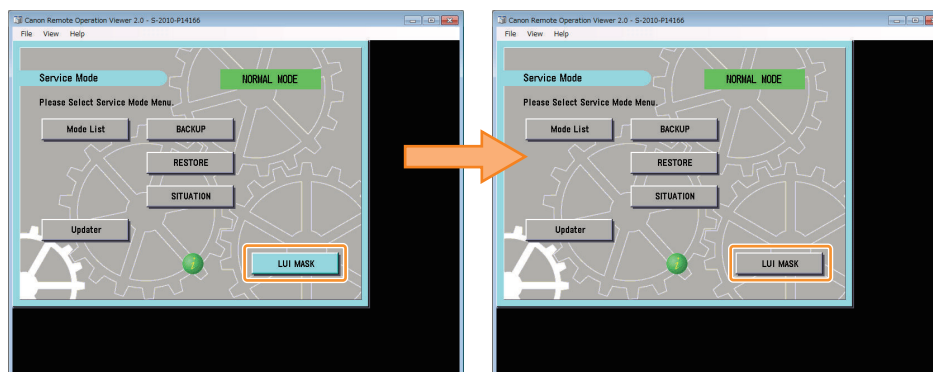 Canon Remote Operation Viewer 2.0 - S-2010-P14166
File View Help
Service Mode
NORMAL MODE
Please Select Service Mode Menu.
Mode List
BACKUP
RESTORE
SITUATION
Updater
i
LUI MASK
Canon Remote Operation Viewer 2.0 - S-2010-P14166
File View Help
Service Mode
NORMAL MODE
Please Select Service Mode Menu.
Mode List
BACKUP
RESTORE
SITUATION
Updater
i
LUI MASK